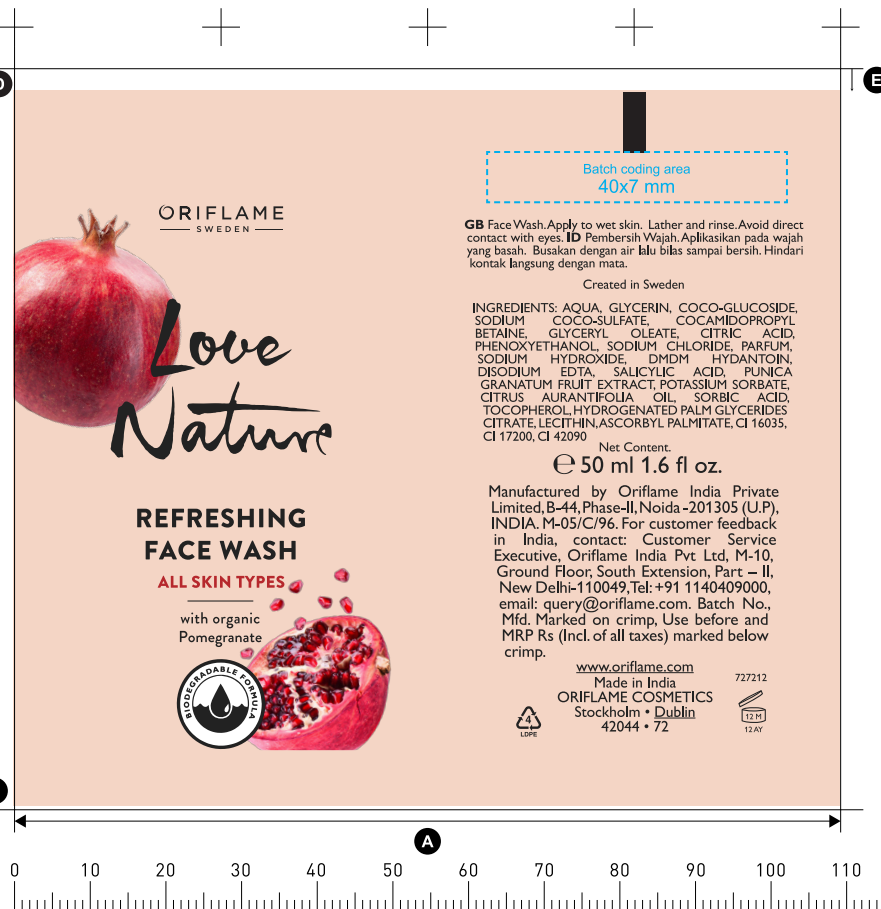 E
Batch coding area
40x7 mm
ORIFLAME
SWEDEN
Love
Nature
REFRESHING
FACE WASH
ALL SKIN TYPES
with organic
Pomegranate
BIODEGRADABLE FORMULA
GB Face Wash. Apply to wet skin. Lather and rinse. Avoid direct
contact with eyes. ID Pembersih Wajah. Aplikasikan pada wajah
yang basah. Busakan dengan air lalu bilas sampai bersih. Hindari
kontak langsung dengan mata.
Created in Sweden
INGREDIENTS: AQUA, GLYCERIN, COCO-GLUCOSIDE,
SODIUM COCO-SULFATE, COCAMIDOPROPYL
BETAINE, GLYCERYL OLEATE, CITRIC ACID,
PHENOXYETHANOL, SODIUM CHLORIDE, PARFUM,
SODIUM HYDROXIDE, DMDM HYDANTOIN,
DISODIUM EDTA, SALICYLIC ACID, PUNICA
GRANATUM FRUIT EXTRACT, POTASSIUM SORBATE,
CITRUS AURANTIFOLIA OIL, SORBIC ACID,
TOCOPHEROL, HYDROGENATED PALM GLYCERIDES
CITRATE, LECITHIN, ASCORBYL PALMITATE, CI 16035,
CI 17200, CI 42090
Net Content.
℮ 50 ml 1.6 fl oz.
Manufactured by Oriflame India Private
Limited, B-44, Phase-II, Noida -201305 (U.P),
INDIA. M-05/C/96. For customer feedback
in India, contact: Customer Service
Executive, Oriflame India Pvt Ltd, M-10,
Ground Floor, South Extension, Part – II,
New Delhi-110049, Tel: +91 1140409000,
email: query@oriflame.com. Batch No.,
Mfd. Marked on crimp, Use before and
MRP Rs (Incl. of all taxes) marked below
crimp.
www.oriflame.com
Made in India
ORIFLAME COSMETICS
Stockholm • Dublin
42044 • 72
4
LDPE
727212
12 M
12 AY
A
0 10 20 30 40 50 60 70 80 90 100 110